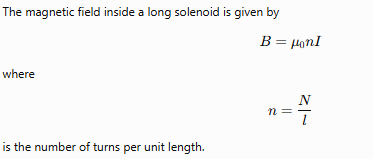 The magnetic field inside a long solenoid is given by
B = μ₀nI
where
n = N/l
is the number of turns per unit length.